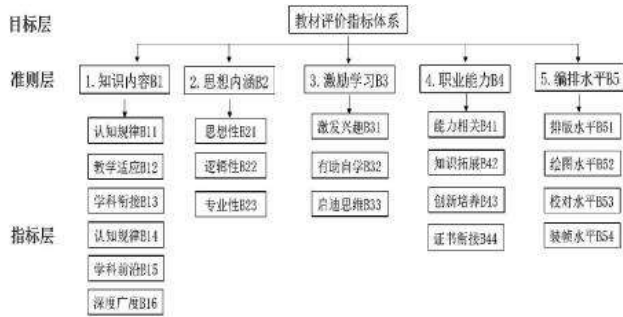 目标层
教材评价指标体系
准则层
1.知识内容B1
2.思想内涵B2
3.激励学习B3
4.职业能力B4
5.编排水平B5
指标层
认知规律B11
教学适应B12
学科衔接B13
认知规律B14
学科前沿B15
深度广度B16
思想性B21
逻辑性B22
专业性B23
激发兴趣B31
有助自学B32
启迪思维B33
能力相关B41
知识拓展B42
创新培养B43
证书衔接B44
排版水平B51
绘图水平B52
校对水平B53
装帧水平B54